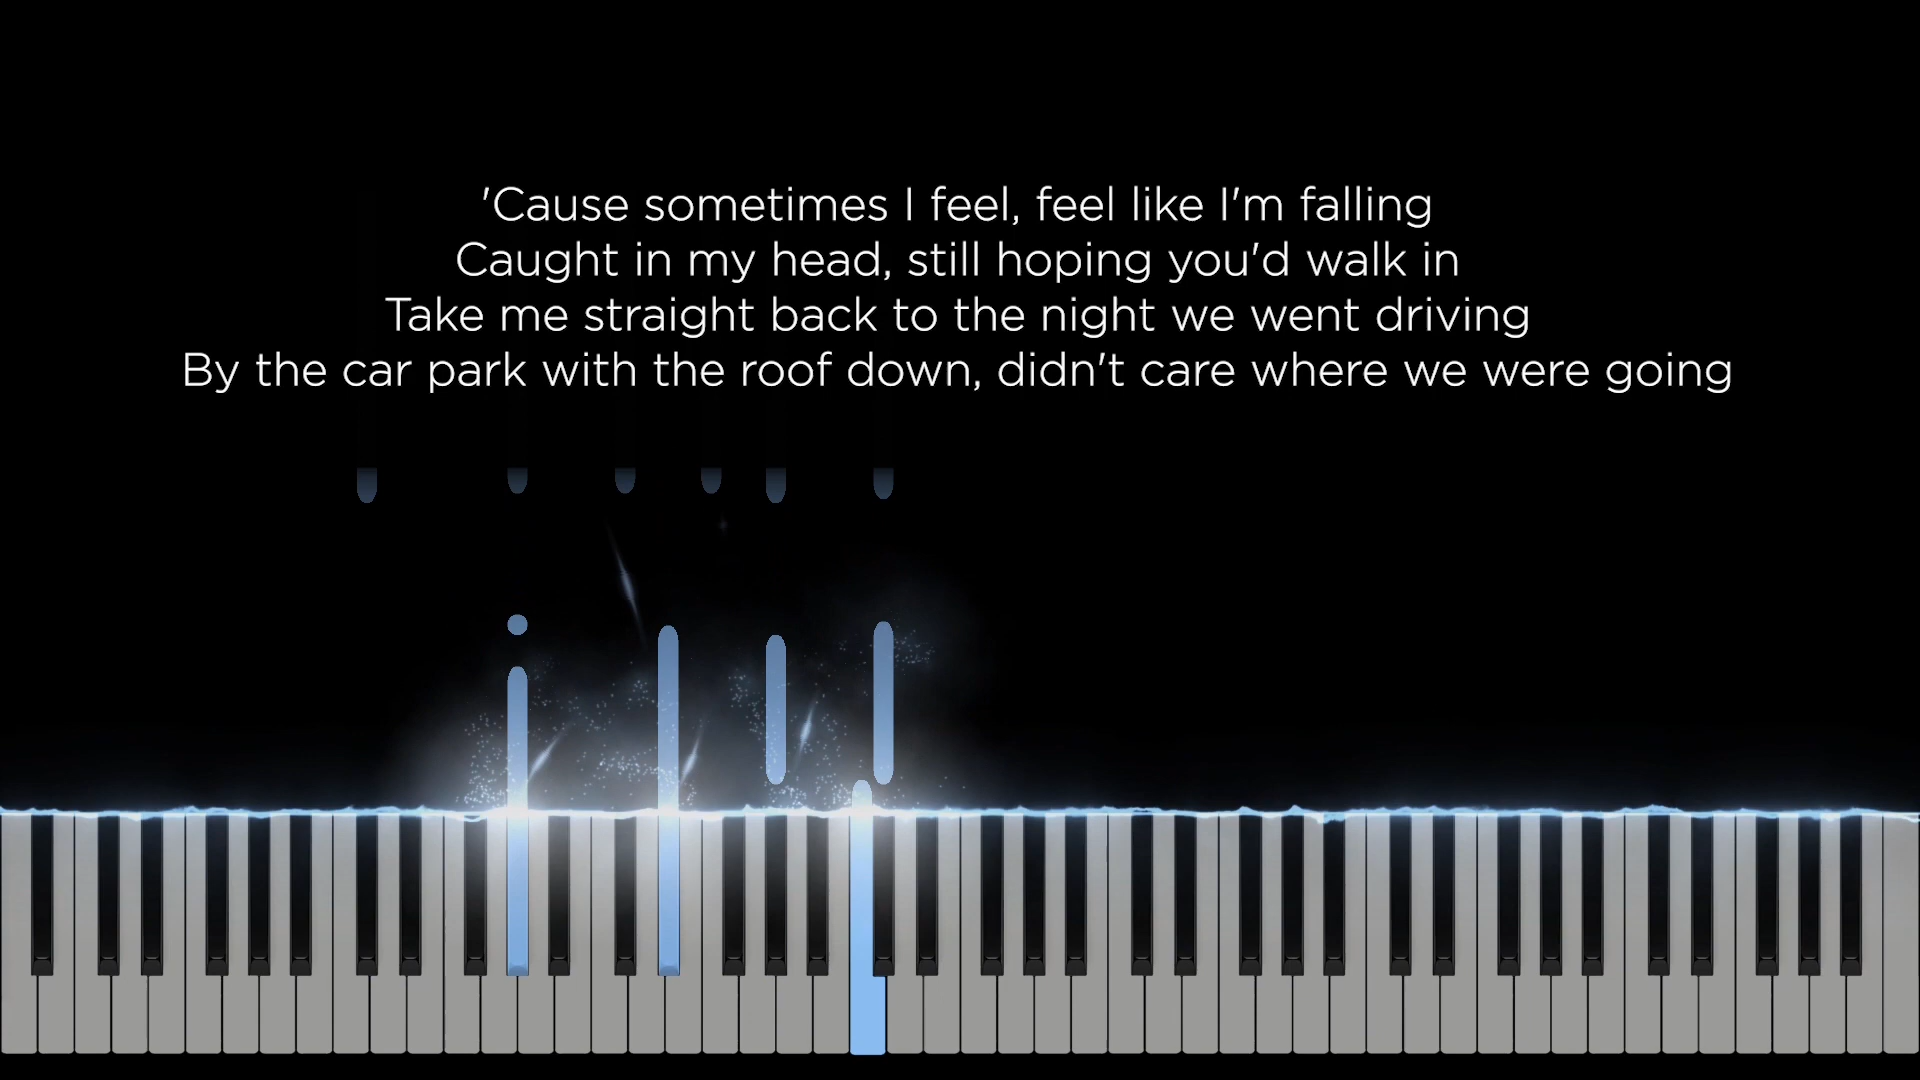 'Cause sometimes I feel, feel like I'm falling
Caught in my head, still hoping you'd walk in
Take me straight back to the night we went driving
By the car park with the roof down, didn't care where we were going